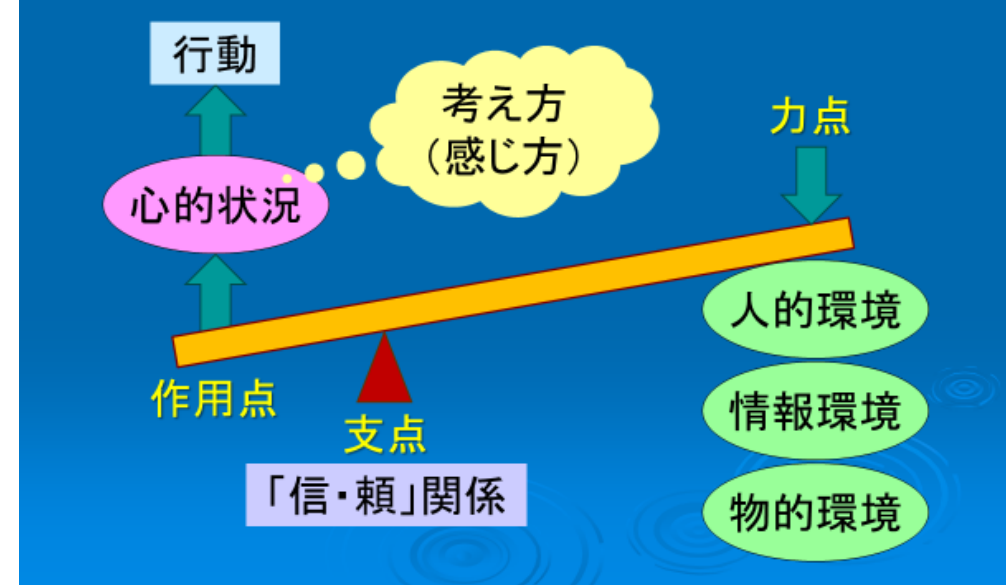 行動
考え方
（感じ方）
力点
心的状況
人的環境
作用点
情報環境
支点
「信・頼」関係
物的環境